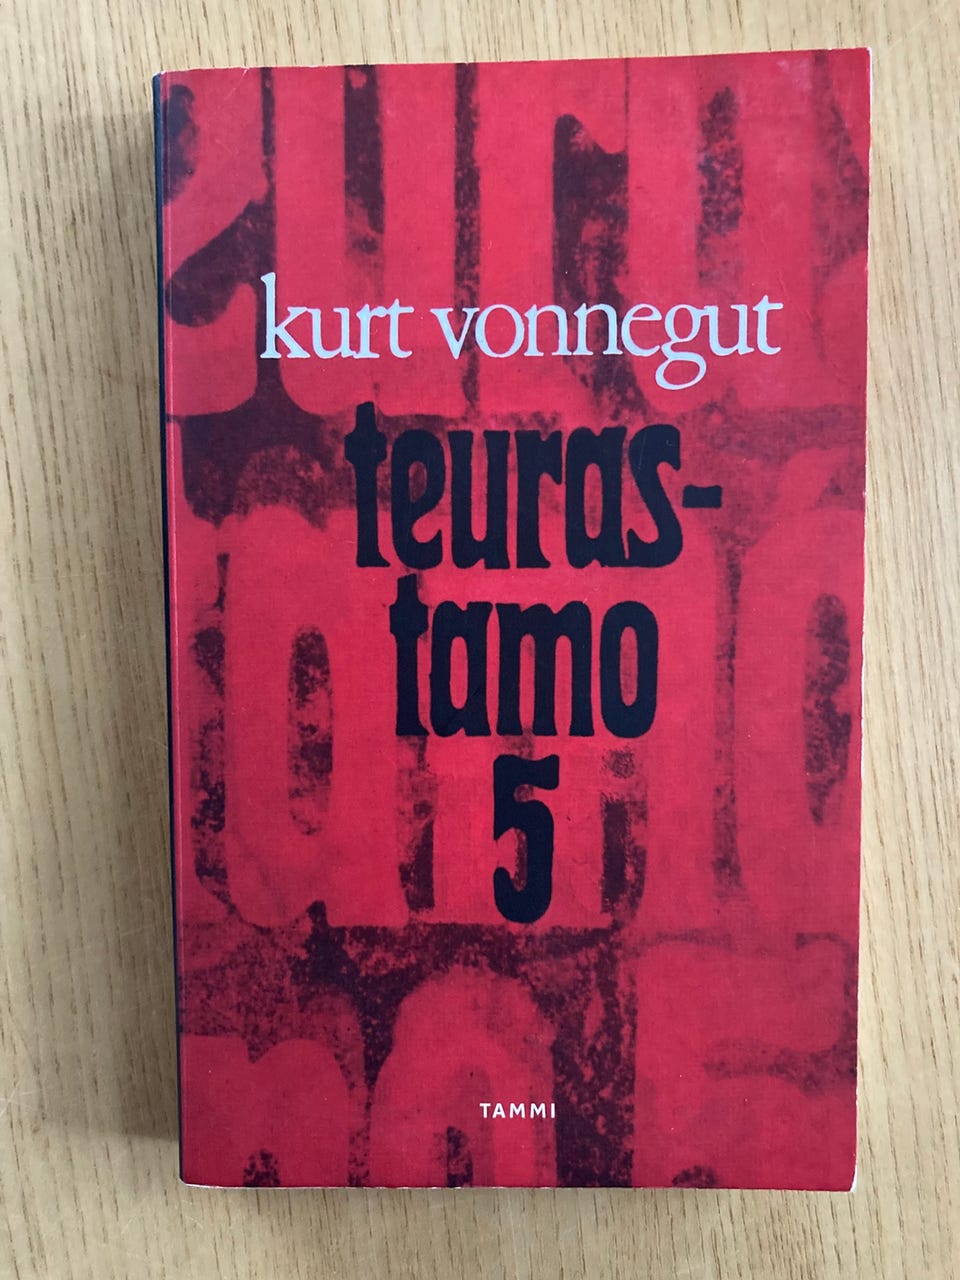 kurt vonnegut
teuras-
tamo
5
TAMMI